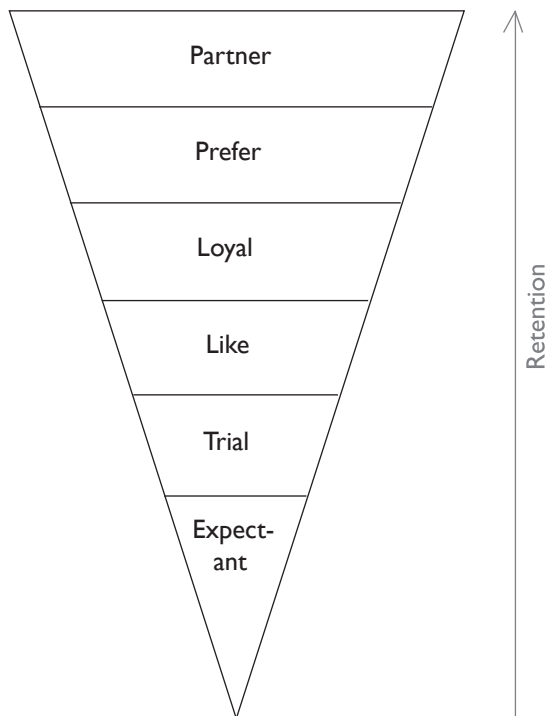 Partner
Prefer
Loyal
Like
Trial
Expect-
ant
Retention